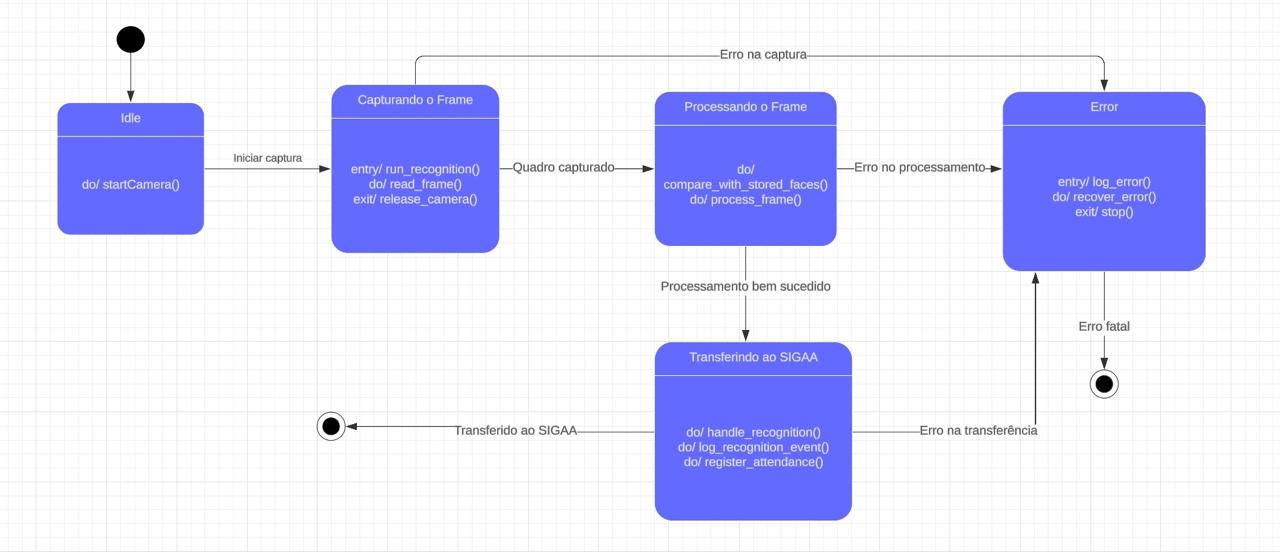 Erro na captura
Idle
do/ startCamera()
Iniciar captura
Capturando o Frame
entry/ run_recognition()
do/ read_frame()
exit/ release_camera()
Quadro capturado
Processando o Frame
do/
compare_with_stored_faces()
do/ process_frame()
Erro no processamento
Error
entry/ log_error()
do/ recover_error()
exit/ stop()
Processamento bem sucedido
Erro fatal
Transferindo ao SIGAA
do/ handle_recognition()
do/ log_recognition_event()
do/ register_attendance()
Transferido ao SIGAA
Erro na transferência